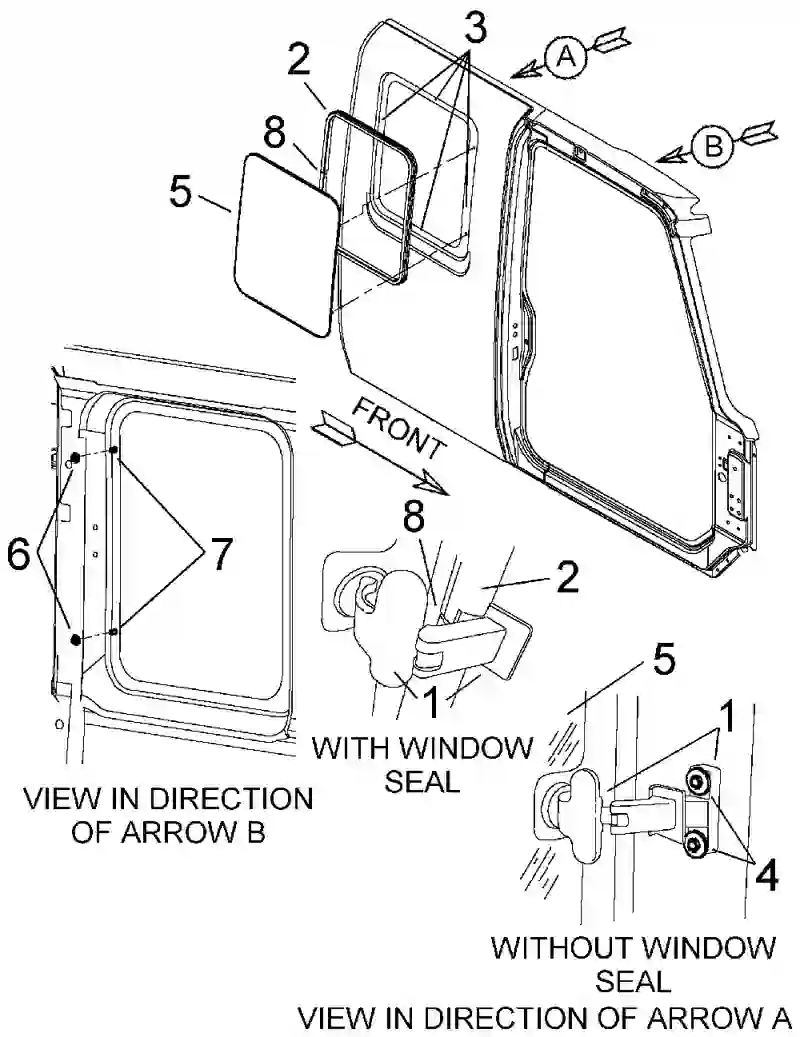 3
A
2
B
8
5
FRONT
6
7
8
2
1
WITH WINDOW
SEAL
5
1
4
VIEW IN DIRECTION
OF ARROW B
WITHOUT WINDOW
SEAL
VIEW IN DIRECTION OF ARROW A